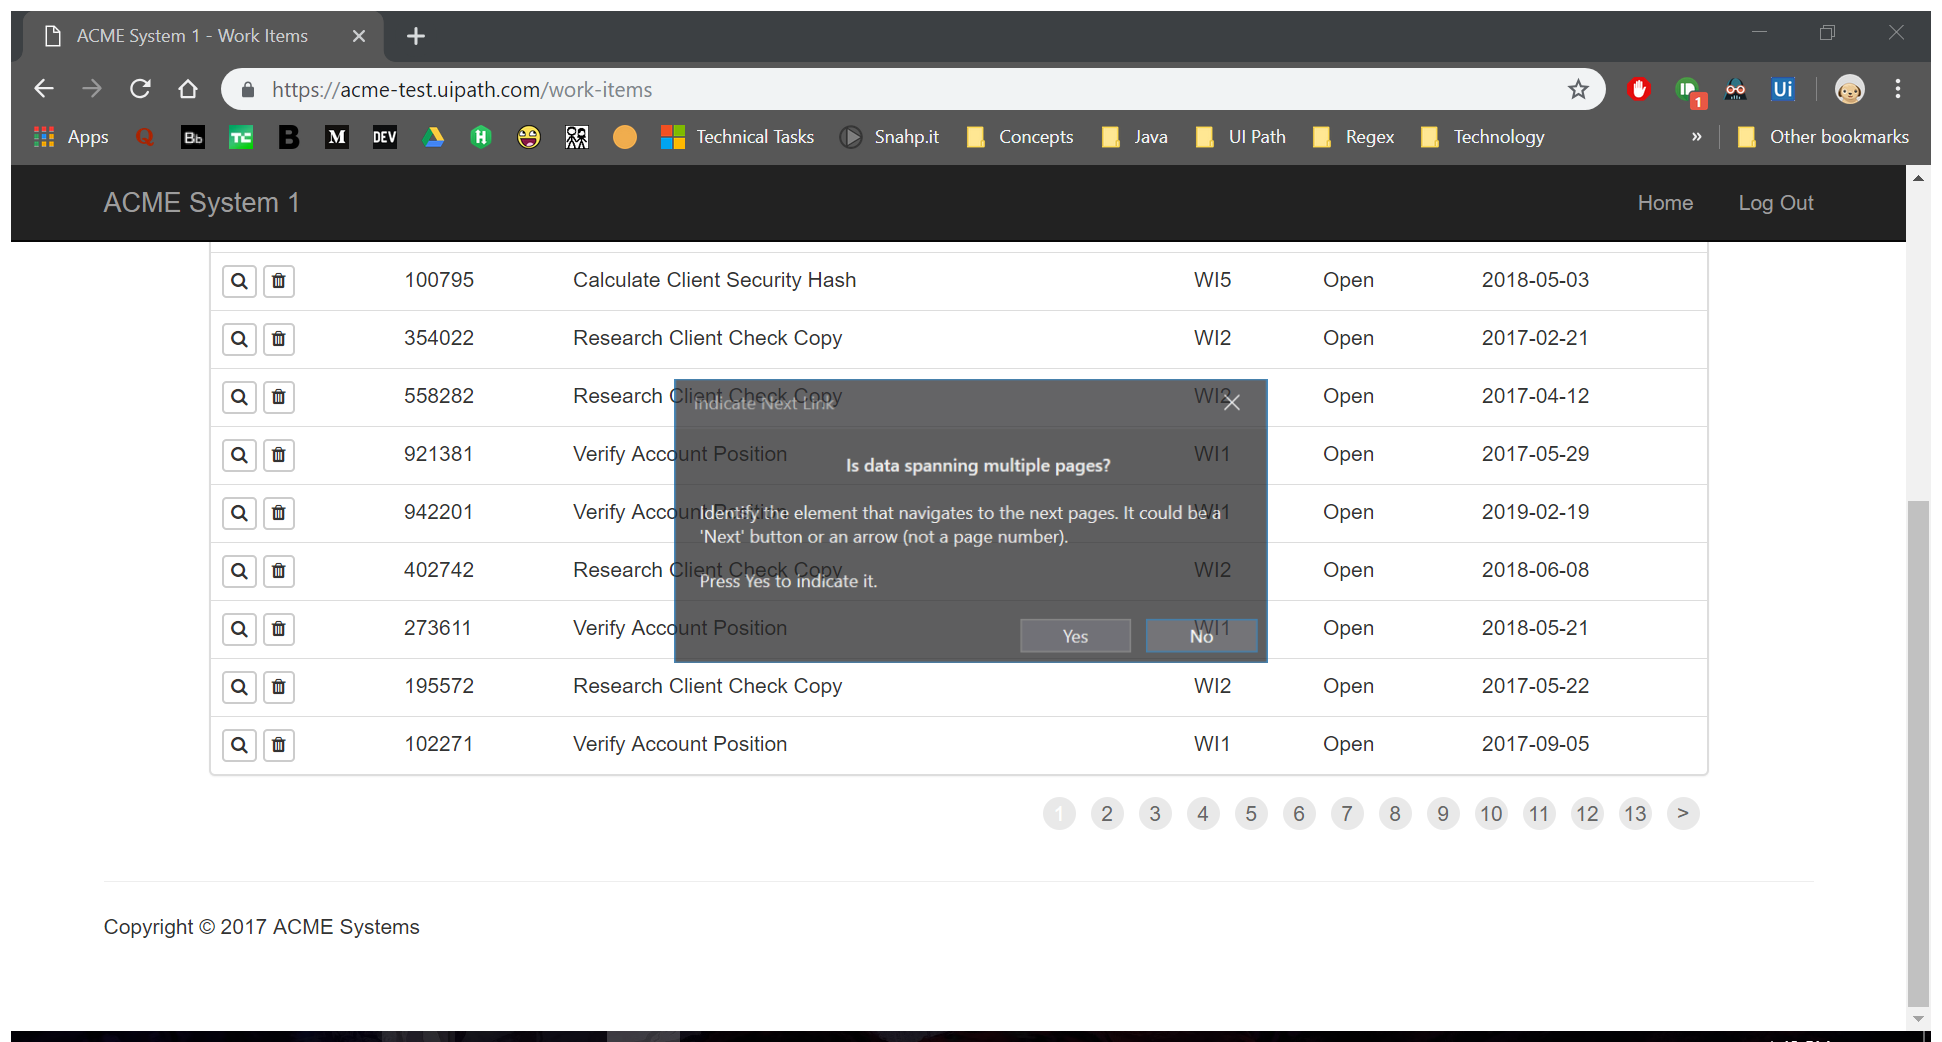 ACME System 1 - Work Items
https://acme-test.uipath.com/work-items
1
Ui
Apps
Q
Bb
TC
B
M
DEV
H
Technical Tasks
Snahp.it
Concepts
Java
UI Path
Regex
Technology
»
Other bookmarks
ACME System 1
Home
Log Out
100795 Calculate Client Security Hash WI5 Open 2018-05-03
354022 Research Client Check Copy WI2 Open 2017-02-21
558282 Research Client Check Copy WI2 Open 2017-04-12
Indicate Next Link
921381 Verify Account Position WI1 Open 2017-05-29
Is data spanning multiple pages?
942201 Verify Account Position WI1 Open 2019-02-19
Identify the element that navigates to the next pages. It could be a
'Next' button or an arrow (not a page number).
402742 Research Client Check Copy WI2 Open 2018-06-08
Press Yes to indicate it.
273611 Verify Account Position WI1 Open 2018-05-21
Yes
No
195572 Research Client Check Copy WI2 Open 2017-05-22
102271 Verify Account Position WI1 Open 2017-09-05
1 2 3 4 5 6 7 8 9 10 11 12 13 >
Copyright © 2017 ACME Systems